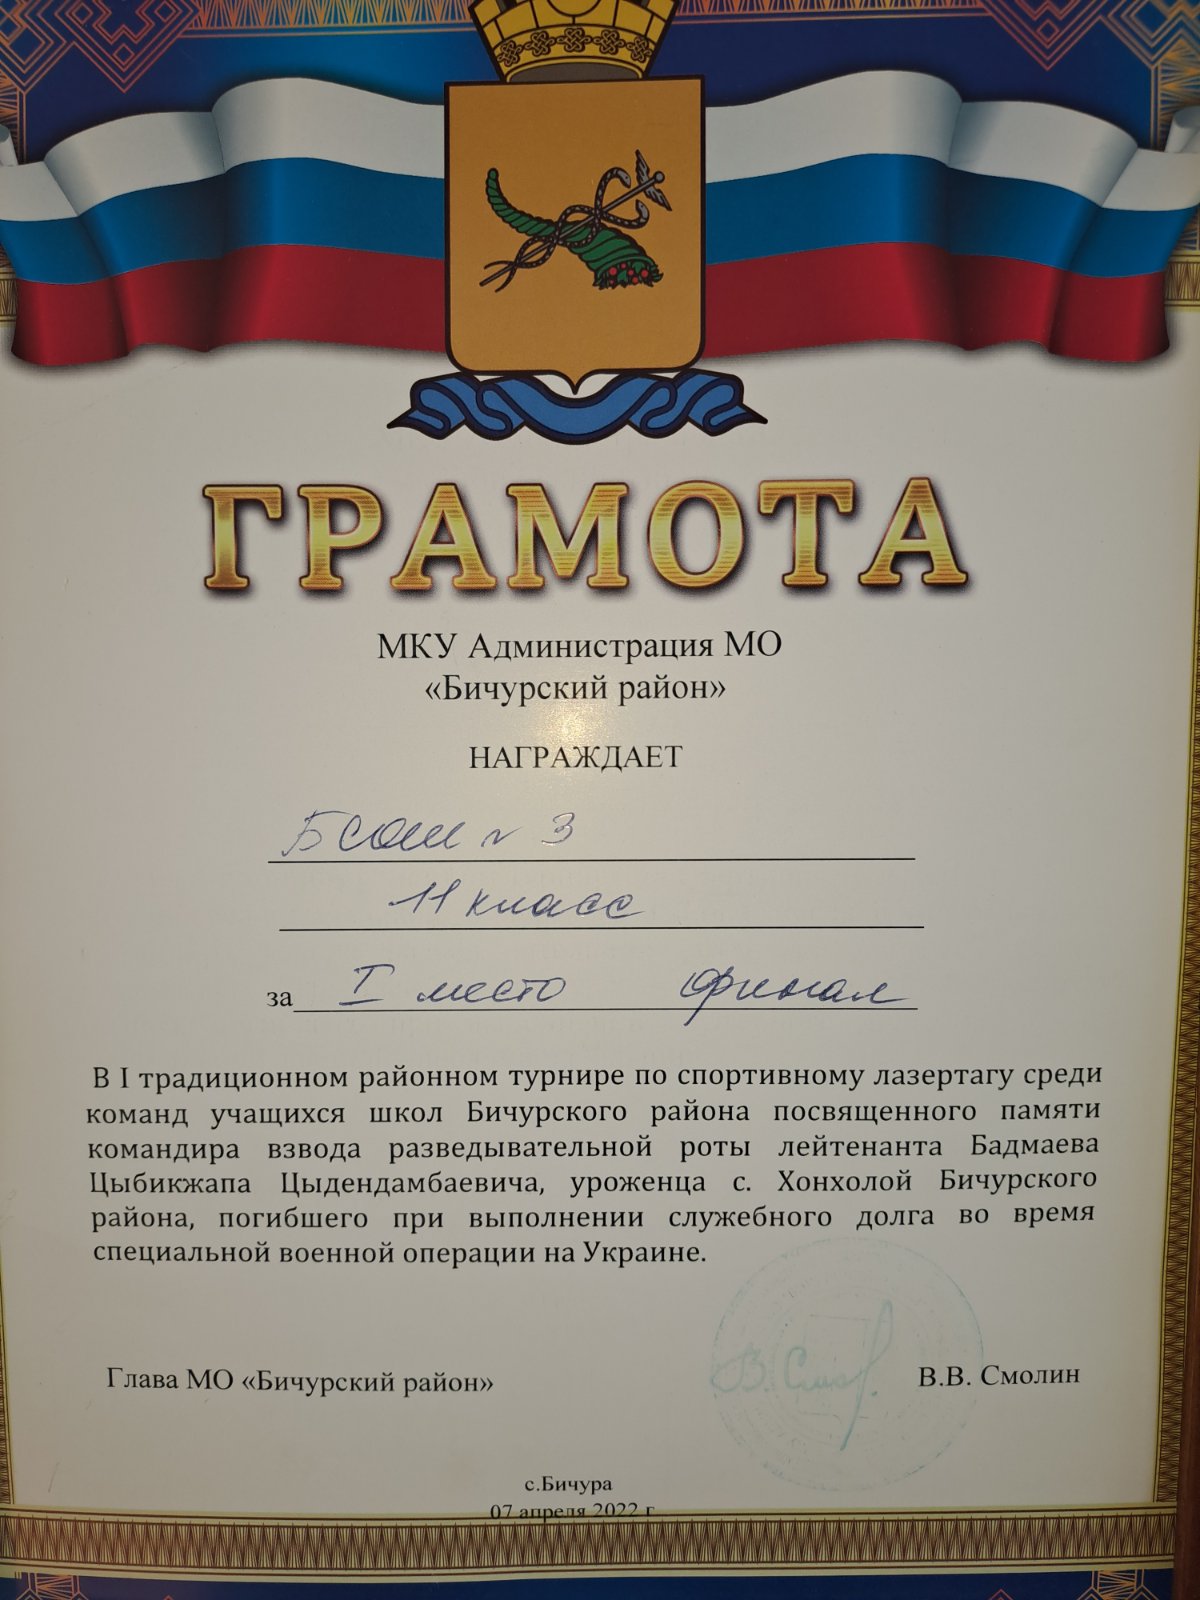 ГРАМОТА
МКУ Администрация МО
«Бичурский район»
НАГРАЖДАЕТ
БСОШ № 3
11 класс
за I место финал
В I традиционном районном турнире по спортивному лазертагу среди
команд учащихся школ Бичурского района посвященного памяти
командира взвода разведывательной роты лейтенанта Бадмаева
Цыбикжапа Цыдендамбаевича, уроженца с. Хонхолой Бичурского
района, погибшего при выполнении служебного долга во время
специальной военной операции на Украине.
Глава МО «Бичурский район»
В.В. Смолин
с.Бичура
07 апреля 2022 г